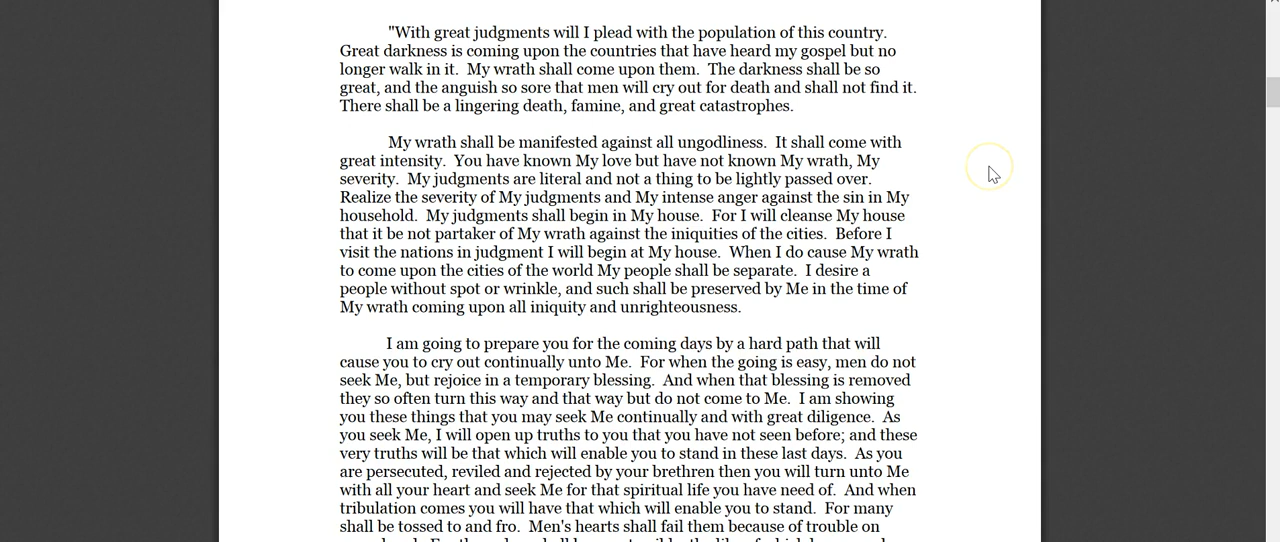 "With great judgments will I plead with the population of this country.
Great darkness is coming upon the countries that have heard my gospel but no
longer walk in it.  My wrath shall come upon them.  The darkness shall be so
great, and the anguish so sore that men will cry out for death and shall not find it.
There shall be a lingering death, famine, and great catastrophes.
My wrath shall be manifested against all ungodliness.  It shall come with
great intensity.  You have known My love but have not known My wrath, My
severity.  My judgments are literal and not a thing to be lightly passed over.
Realize the severity of My judgments and My intense anger against the sin in My
household.  My judgments shall begin in My house.  For I will cleanse My house
that it be not partaker of My wrath against the iniquities of the cities.  Before I
visit the nations in judgment I will begin at My house.  When I do cause My wrath
to come upon the cities of the world My people shall be separate.  I desire a
people without spot or wrinkle, and such shall be preserved by Me in the time of
My wrath coming upon all iniquity and unrighteousness.
I am going to prepare you for the coming days by a hard path that will
cause you to cry out continually unto Me.  For when the going is easy, men do not
seek Me, but rejoice in a temporary blessing.  And when that blessing is removed
they so often turn this way and that way but do not come to Me.  I am showing
you these things that you may seek Me continually and with great diligence.  As
you seek Me, I will open up truths to you that you have not seen before; and these
very truths will be that which will enable you to stand in these last days.  As you
are persecuted, reviled and rejected by your brethren then you will turn unto Me
with all your heart and seek Me for that spiritual life you have need of.  And when
tribulation comes you will have that which will enable you to stand.  For many
shall be tossed to and fro.  Men's hearts shall fail them because of trouble on